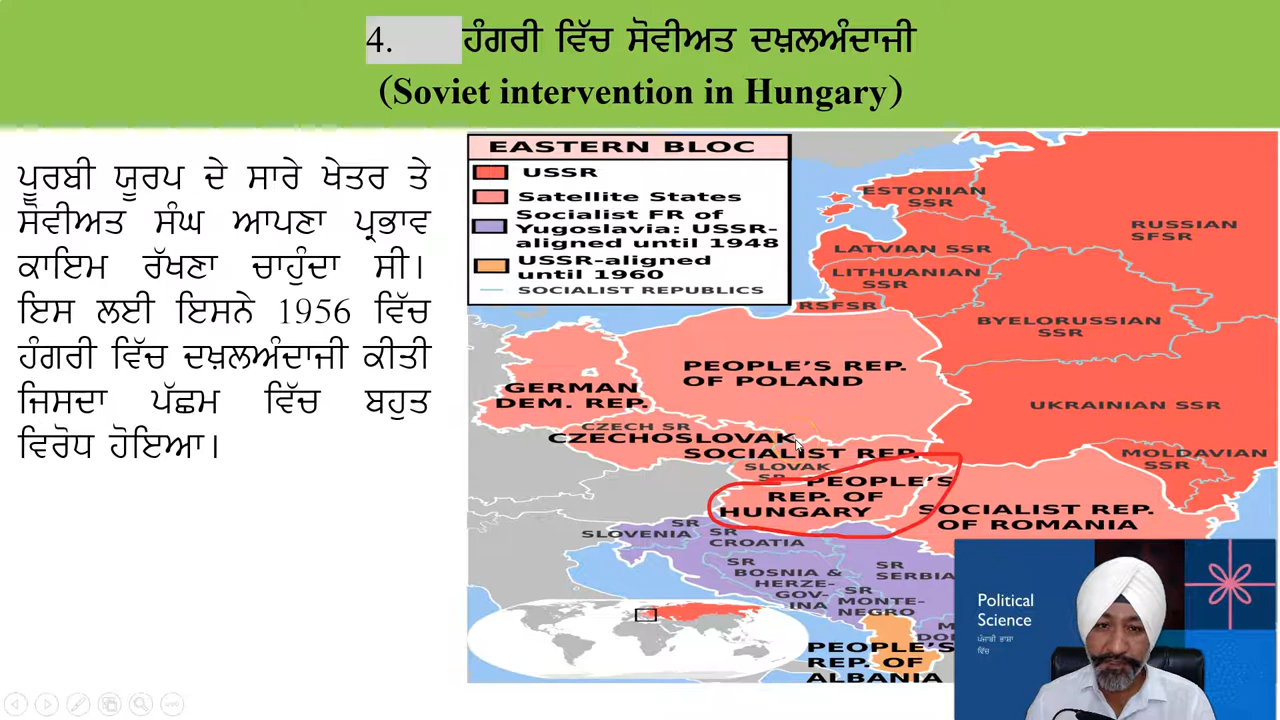 4. ਹੰਗਰੀ ਵਿੱਚ ਸੋਵੀਅਤ ਦਖ਼ਲਅੰਦਾਜੀ
(Soviet intervention in Hungary)
ਪੂਰਬੀ ਯੂਰਪ ਦੇ ਸਾਰੇ ਖੇਤਰ ਤੇ
ਸੋਵੀਅਤ ਸੰਘ ਆਪਣਾ ਪ੍ਰਭਾਵ
ਕਾਇਮ ਰੱਖਣਾ ਚਾਹੁੰਦਾ ਸੀ।
ਇਸ ਲਈ ਇਸਨੇ 1956 ਵਿੱਚ
ਹੰਗਰੀ ਵਿੱਚ ਦਖ਼ਲਅੰਦਾਜੀ ਕੀਤੀ
ਜਿਸਦਾ ਪੱਛਮ ਵਿੱਚ ਬਹੁਤ
ਵਿਰੋਧ ਹੋਇਆ।
EASTERN BLOC
USSR
Satellite States
Socialist FR of
Yugoslavia: USSR-
aligned until 1948
USSR-aligned
until 1960
SOCIALIST REPUBLICS
ESTONIAN
SSR
RUSSIAN
SFSR
LATVIAN SSR
LITHUANIAN
SSR
RSFSR
BYELORUSSIAN
SSR
PEOPLE'S REP.
OF POLAND
GERMAN
DEM. REP.
UKRAINIAN SSR
CZECH SR
CZECHOSLOVAK
SOCIALIST REP.
SLOVAK
SR
MOLDAVIAN
SSR
PEOPLE'S
REP. OF
HUNGARY
SOCIALIST REP.
OF ROMANIA
SR
SLOVENIA
SR
CROATIA
SR
BOSNIA &
HERZE-
GOV-
INA
SR
SERBIA
SR
MONTE-
NEGRO
PEOPLE'S
REP. OF
ALBANIA
Political
Science
ਪੰਜਾਬੀ ਭਾਸ਼ਾ
ਵਿੱਚ